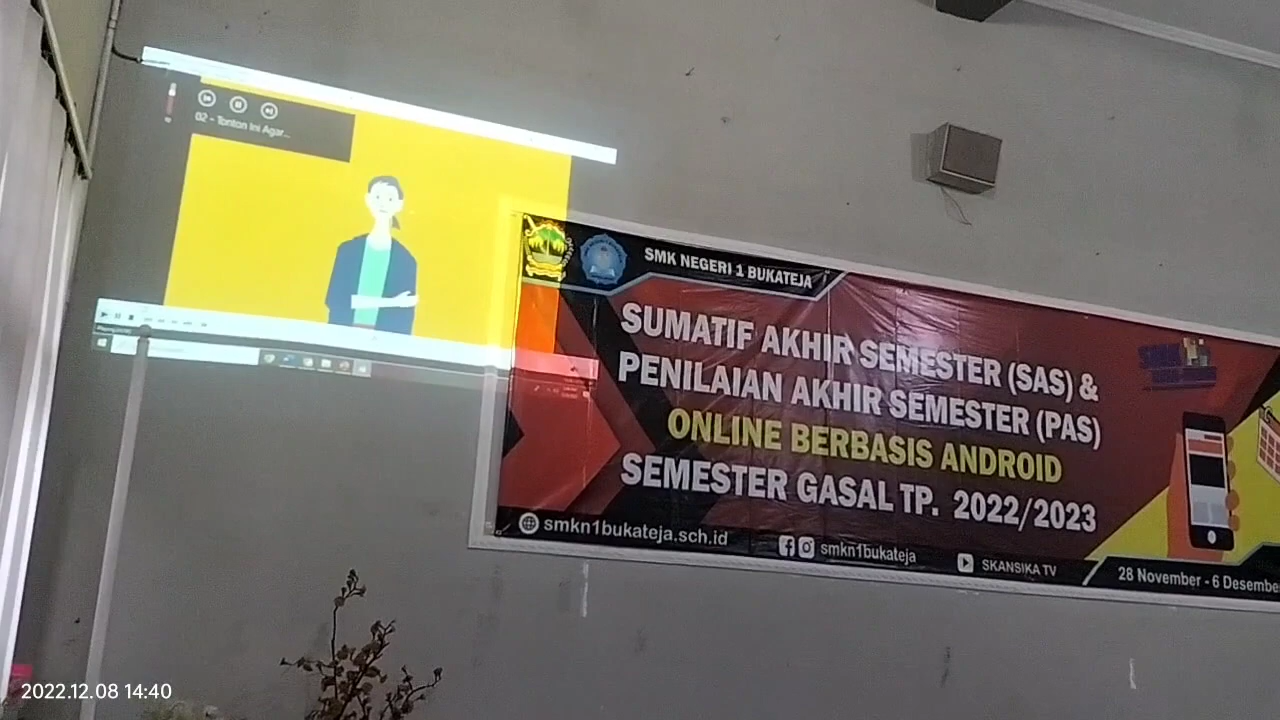 02 - Tonton Ini Agar...
SMK NEGERI 1 BUKATEJA
SUMATIF AKHIR SEMESTER (SAS) &
PENILAIAN AKHIR SEMESTER (PAS)
ONLINE BERBASIS ANDROID
SEMESTER GASAL TP. 2022/2023
smkn1bukateja.sch.id
smkn1bukateja
SKANSIKA TV
28 November - 6 Desembe
2022.12.08 14:40